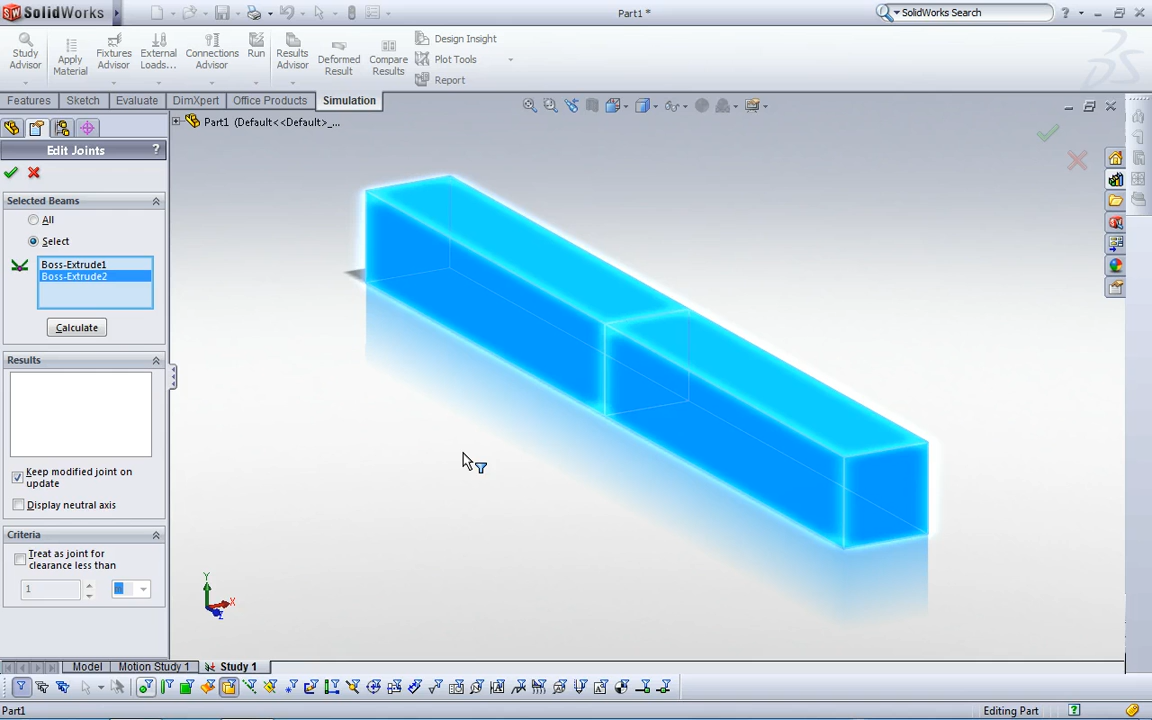 SolidWorks
Part1 *
SolidWorks Search
Study Advisor
Apply Material
Fixtures Advisor
External Loads...
Connections Advisor
Run
Results Advisor
Deformed Result
Compare Results
Design Insight
Plot Tools
Report
Features
Sketch
Evaluate
DimXpert
Office Products
Simulation
Part1 (Default<<Default>_...
Edit Joints
?
Selected Beams
All
Select
Boss-Extrude1
Boss-Extrude2
Calculate
Results
Keep modified joint on
update
Display neutral axis
Criteria
Treat as joint for
clearance less than
1
Y
X
Z
Model
Motion Study 1
Study 1
Part1
Editing Part